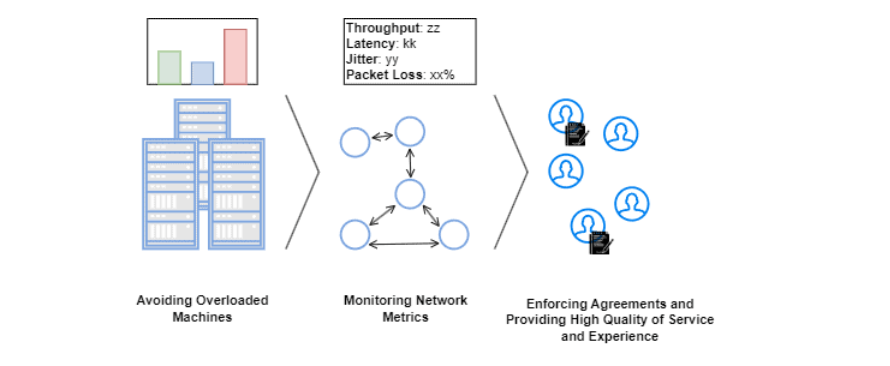 Throughput: zz
Latency: kk
Jitter: yy
Packet Loss: xx%
Avoiding Overloaded
Machines
Monitoring Network
Metrics
Enforcing Agreements and
Providing High Quality of Service
and Experience